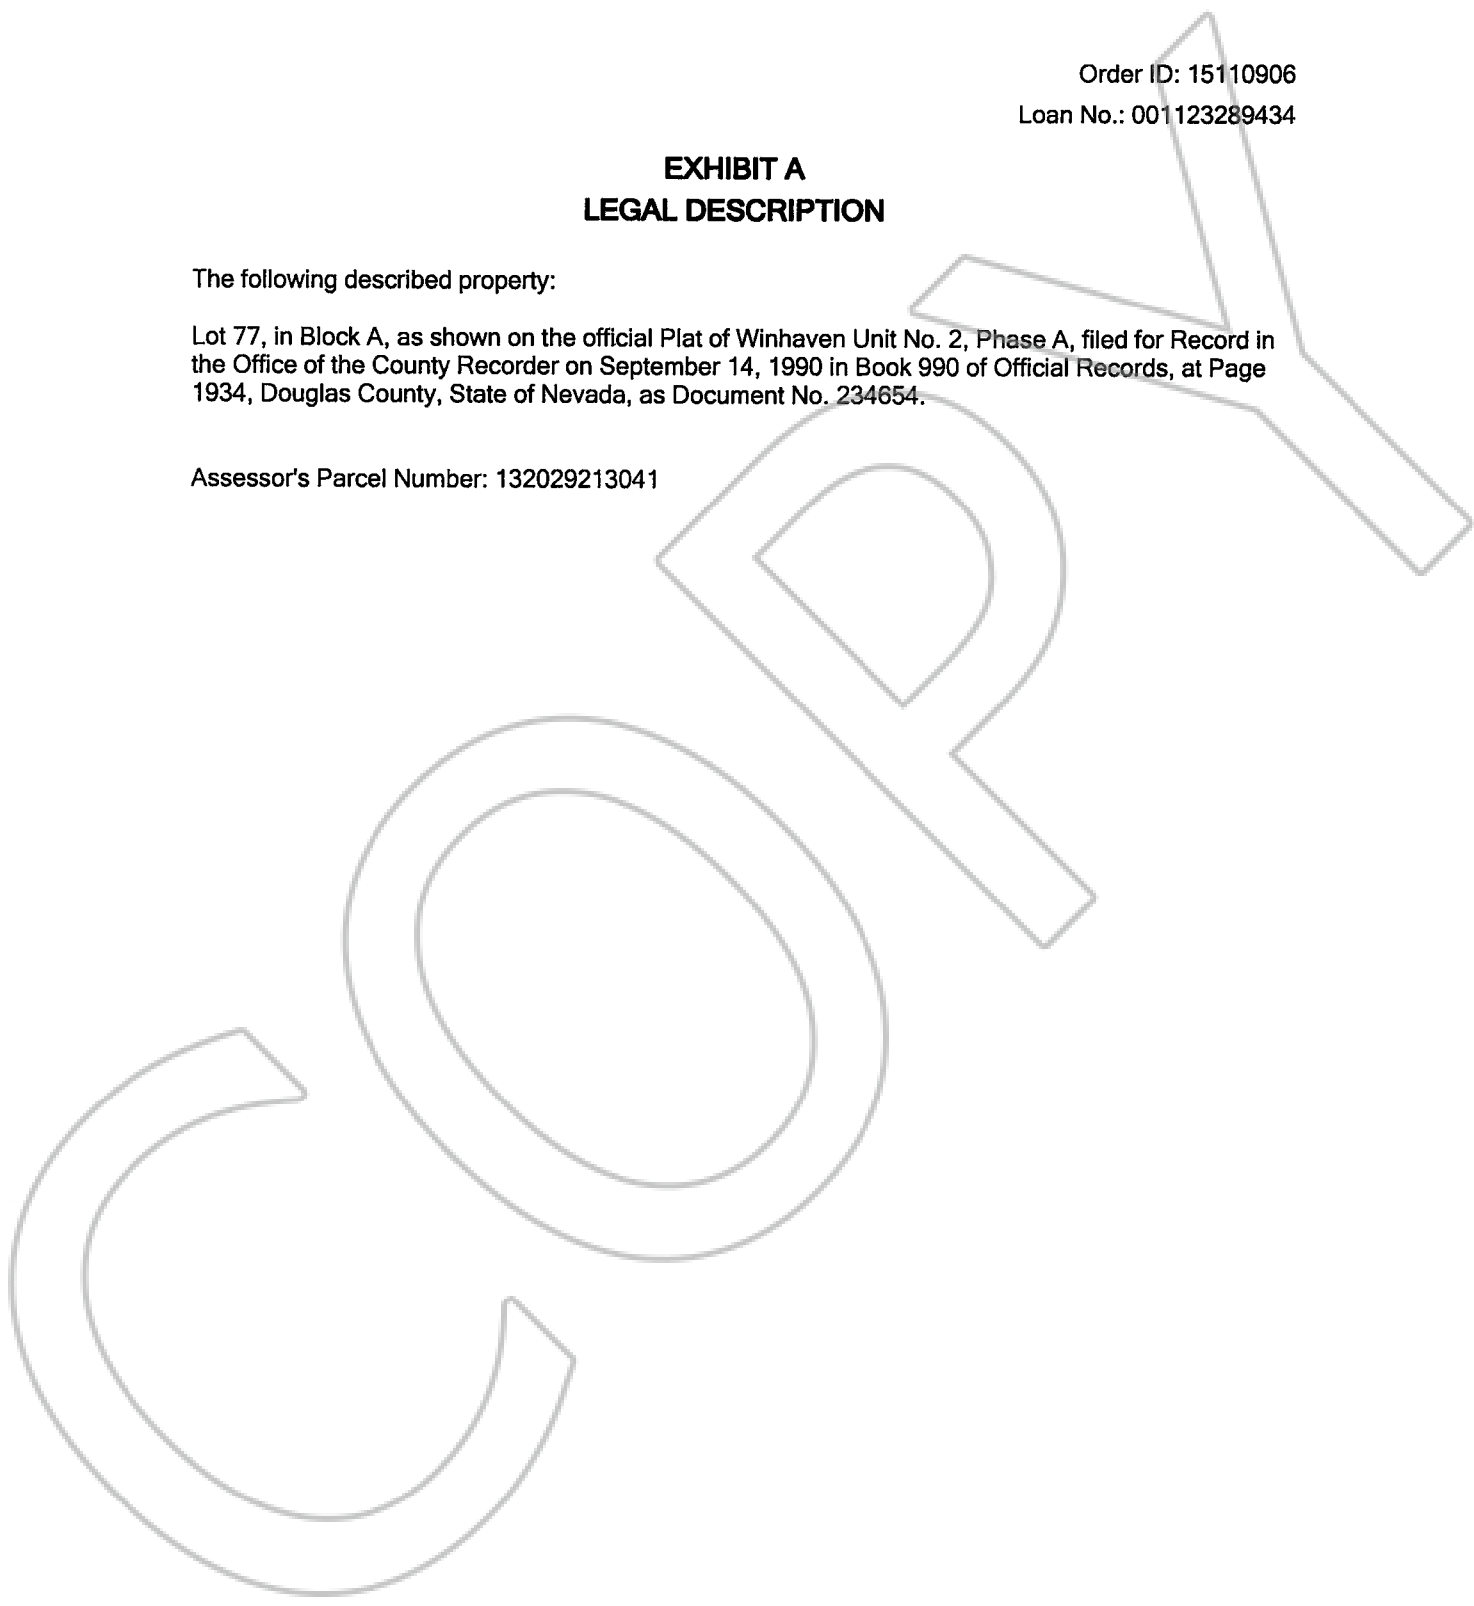 Order ID: 15110906
Loan No.: 001123289434
EXHIBIT A
LEGAL DESCRIPTION
The following described property:
Lot 77, in Block A, as shown on the official Plat of Winhaven Unit No. 2, Phase A, filed for Record in
the Office of the County Recorder on September 14, 1990 in Book 990 of Official Records, at Page
1934, Douglas County, State of Nevada, as Document No. 234654.
Assessor's Parcel Number: 132029213041
COPY